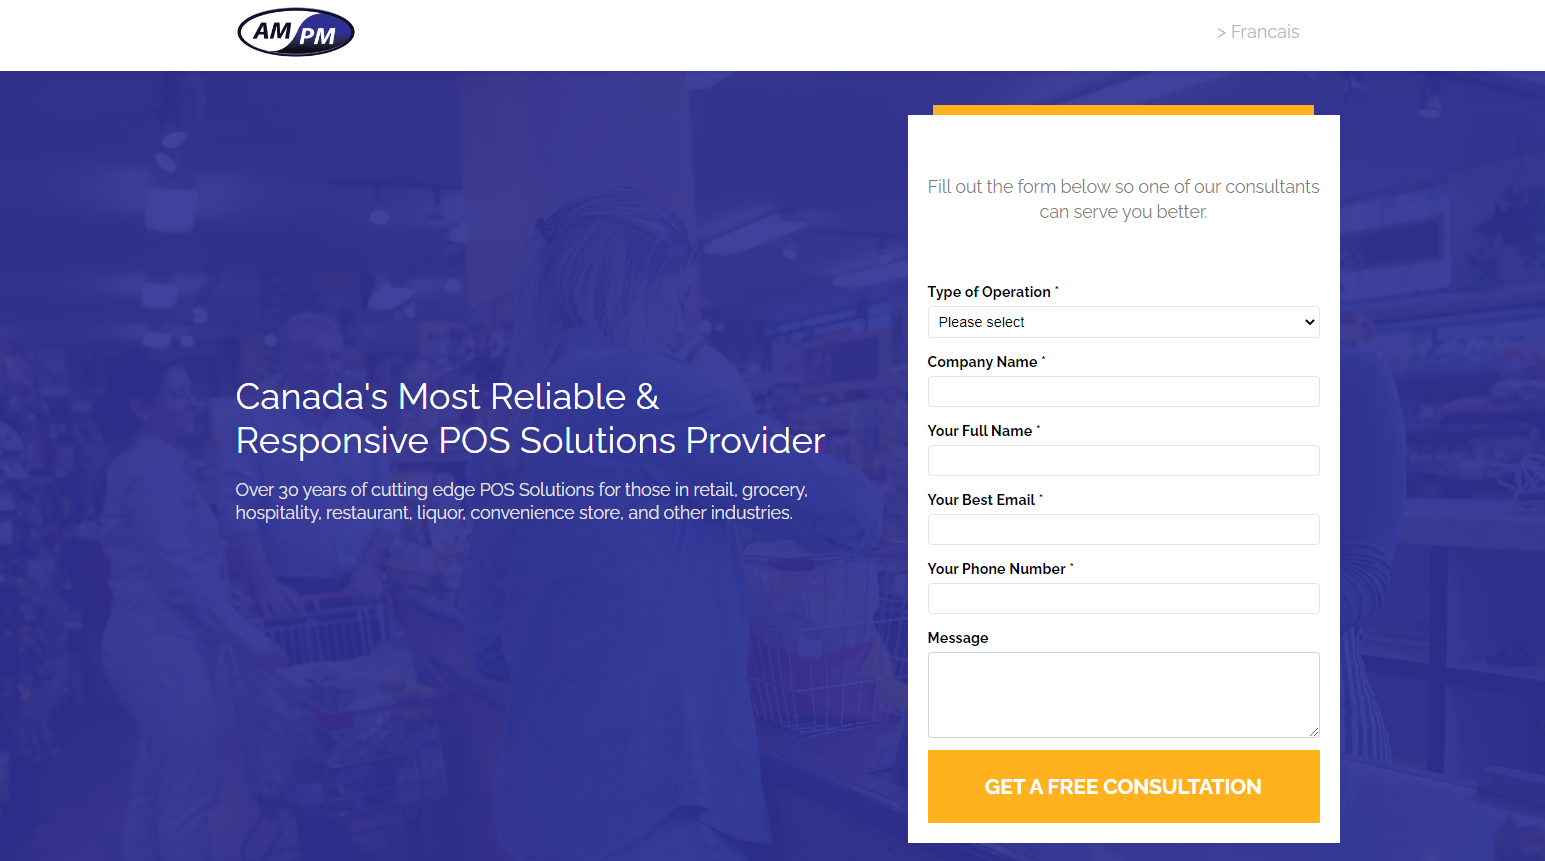 AM PM
> Francais
Canada's Most Reliable &
Responsive POS Solutions Provider
Over 30 years of cutting edge POS Solutions for those in retail, grocery,
hospitality, restaurant, liquor, convenience store, and other industries.
Fill out the form below so one of our consultants
can serve you better.
Type of Operation *
Please select
Company Name *
Your Full Name *
Your Best Email *
Your Phone Number *
Message
GET A FREE CONSULTATION